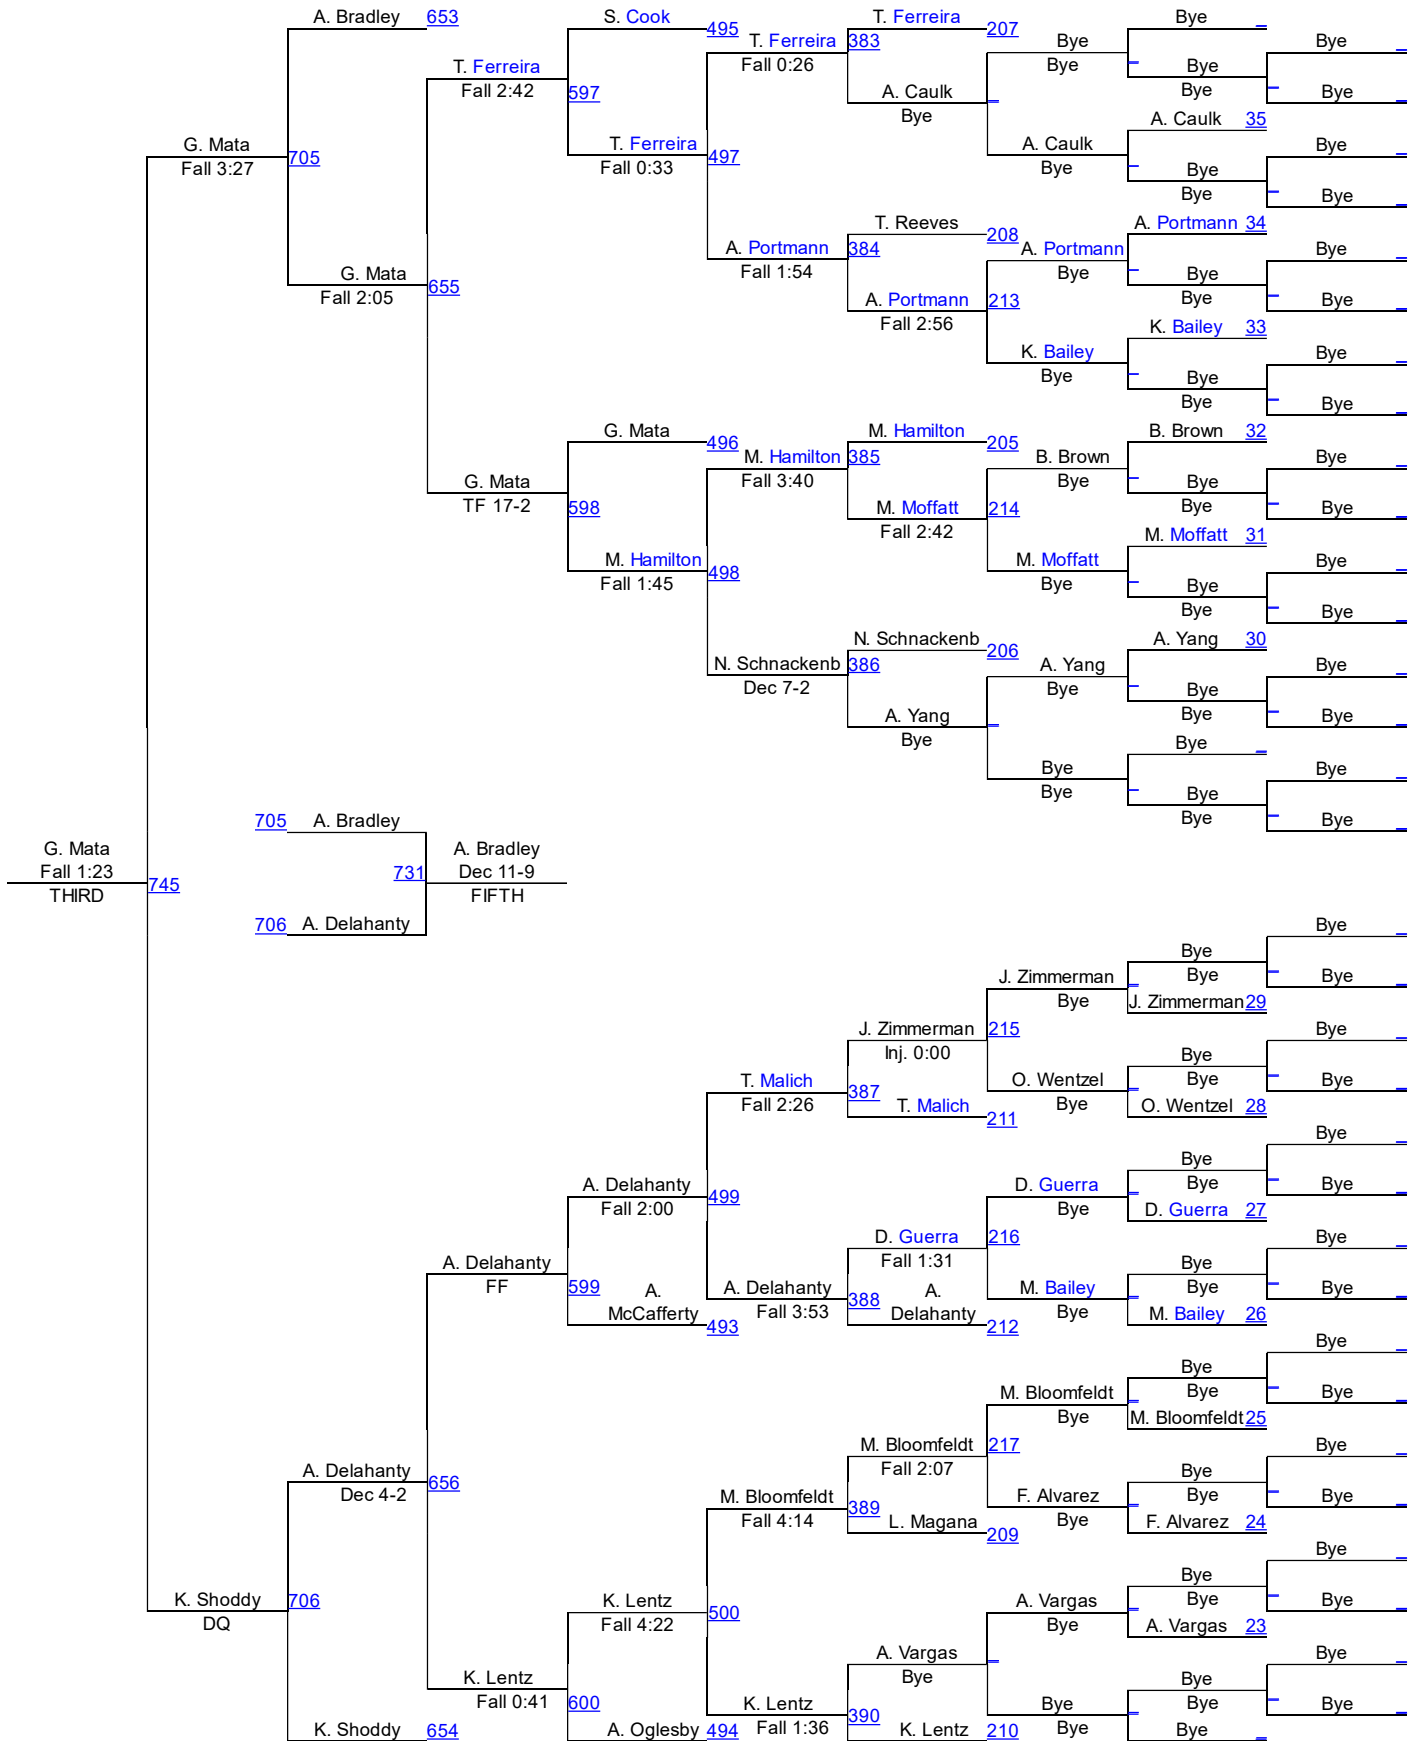 A. Bradley 653
S. Cook 495
T. Ferreira 207
Bye _
T. Ferreira 383
Fall 0:26
Bye
Bye
Bye _
T. Ferreira
Fall 2:42
597
A. Caulk
Bye
_
_ Bye
Bye
_ Bye _
A. Caulk 35
G. Mata
Fall 3:27
705
T. Ferreira
Fall 0:33
497
A. Caulk
Bye
Bye _
_ Bye
Bye
_ Bye _
T. Reeves 208
A. Portmann 34
A. Portmann
Fall 1:54
384
A. Portmann
Bye
Bye _
G. Mata
Fall 2:05
655
A. Portmann
Fall 2:56
213
_ Bye
Bye
_ Bye _
K. Bailey 33
K. Bailey
Bye
Bye _
_ Bye
Bye
_ Bye _
G. Mata 496
M. Hamilton 205
B. Brown 32
M. Hamilton 385
Fall 3:40
B. Brown
Bye
Bye _
G. Mata
TF 17-2
598
M. Moffatt
Fall 2:42
214
_ Bye
Bye
_ Bye _
M. Moffatt 31
M. Hamilton
Fall 1:45
498
M. Moffatt
Bye
Bye _
_ Bye
Bye
_ Bye _
N. Schnackenb 206
A. Yang 30
N. Schnackenb 386
Dec 7-2
A. Yang
Bye
Bye _
A. Yang
Bye
_
_ Bye
Bye
_ Bye _
Bye _
Bye
Bye
Bye _
_ Bye
Bye
_ Bye _
705 A. Bradley
G. Mata
Fall 1:23
THIRD
745
731
A. Bradley
Dec 11-9
FIFTH
706 A. Delahanty
Bye _
Bye
_ Bye
_ Bye _
J. Zimmerman
Bye
J. Zimmerman 29
J. Zimmerman
Inj. 0:00
215
Bye _
Bye
_ Bye
_ Bye _
T. Malich
Fall 2:26
387
O. Wentzel
Bye
O. Wentzel 28
T. Malich 211
Bye _
Bye
_ Bye
_ Bye _
A. Delahanty
Fall 2:00
499
D. Guerra
Bye
D. Guerra 27
D. Guerra
Fall 1:31
216
Bye _
A. Delahanty
FF
599
Bye
_ Bye
_ Bye _
A.
McCafferty 493
A. Delahanty
Fall 3:53
388
A.
Delahanty 212
M. Bailey
Bye
M. Bailey 26
Bye _
Bye
_ Bye
_ Bye _
M. Bloomfeldt
Bye
M. Bloomfeldt 25
M. Bloomfeldt
Fall 2:07
217
Bye _
A. Delahanty
Dec 4-2
656
Bye
_ Bye
_ Bye _
M. Bloomfeldt
Fall 4:14
389
F. Alvarez
Bye
F. Alvarez 24
L. Magana 209
Bye _
K. Shoddy
DQ
706
K. Lentz
Fall 4:22
500
Bye
_ Bye
_ Bye _
A. Vargas
Bye
A. Vargas 23
A. Vargas
Bye
_
Bye _
K. Lentz
Fall 0:41
600
Bye
_ Bye
_ Bye _
K. Lentz
Fall 1:36
390
Bye
Bye
K. Shoddy 654
A. Oglesby 494
K. Lentz 210
Bye _